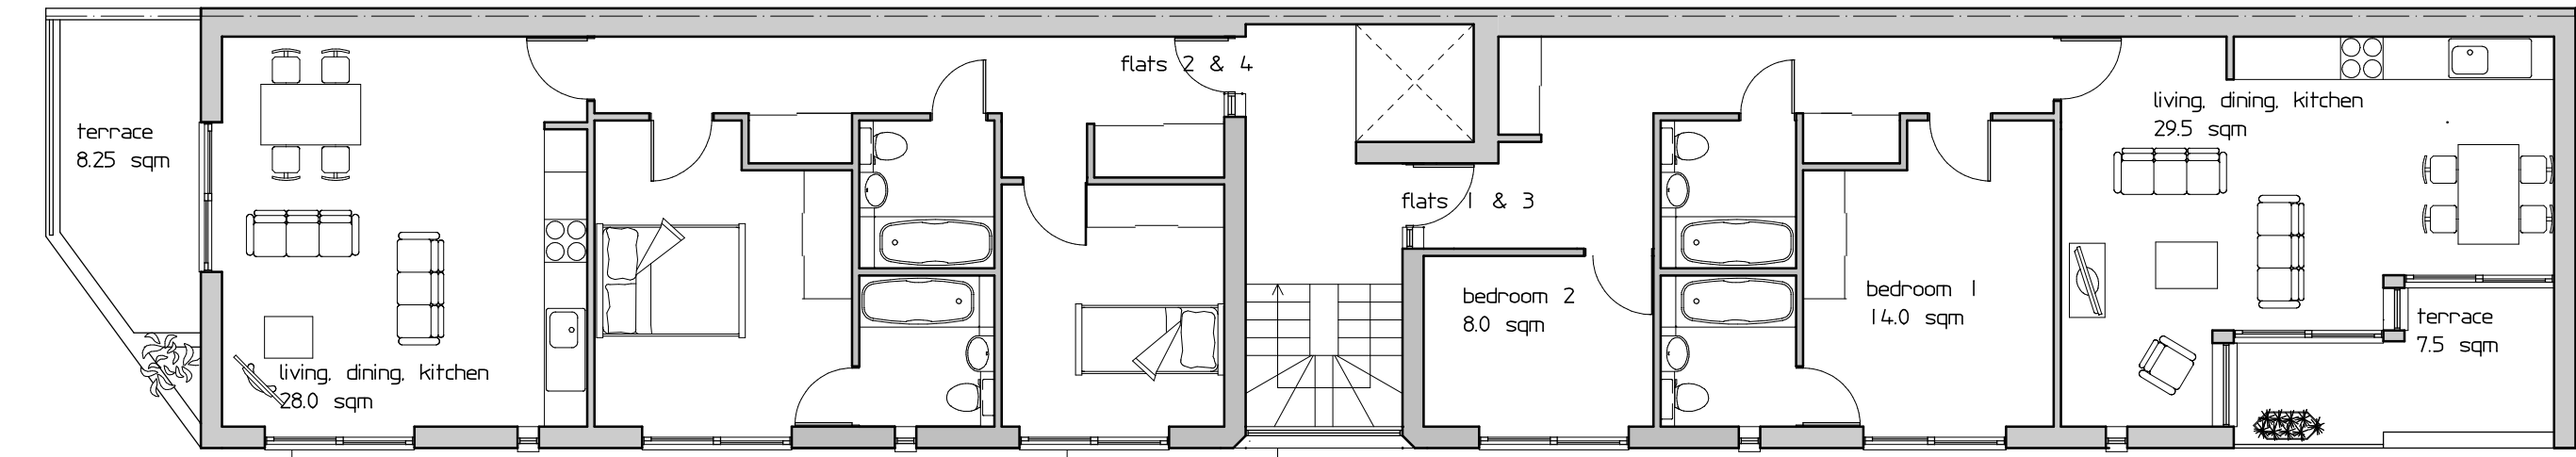 terrace
8.25 sqm
living, dining, kitchen
28.0 sqm
flats 2 & 4
flats 1 & 3
bedroom 2
8.0 sqm
bedroom 1
14.0 sqm
living, dining, kitchen
29.5 sqm
terrace
7.5 sqm